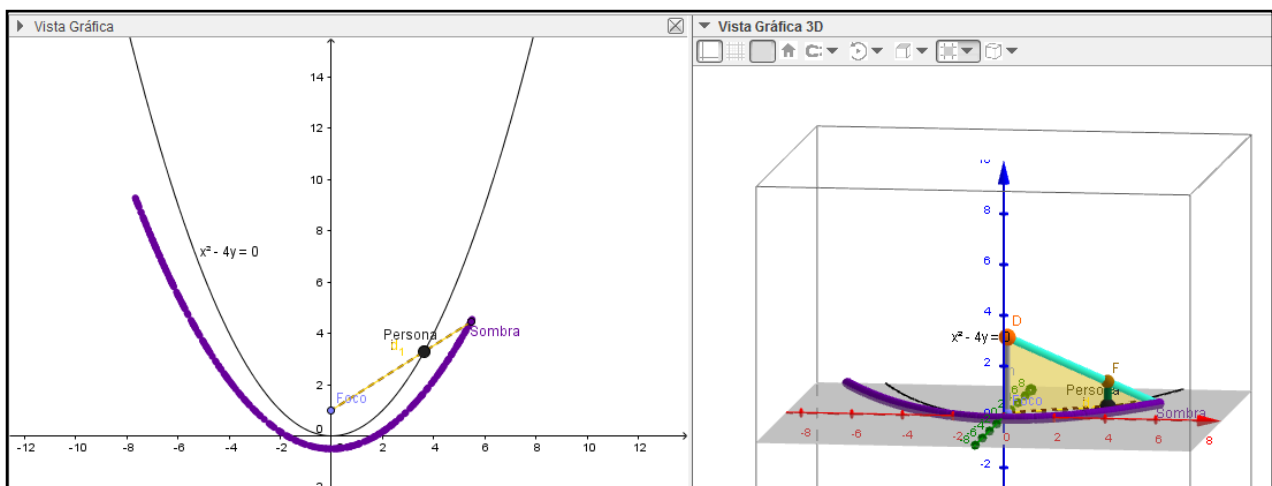 Vista Gráfica
14
12
10
8
6
4
2
0
-12 -10 -8 -6 -4 -2 0 2 4 6 8 10 12
x² - 4y = 0
Persona
Sombra
Foco
Vista Gráfica 3D
8
6
4
2
0
-2
D
x² - 4y = 0
F
Persona
Foco
Sombra
-8 -6 -4 -2 0 2 4 6 8